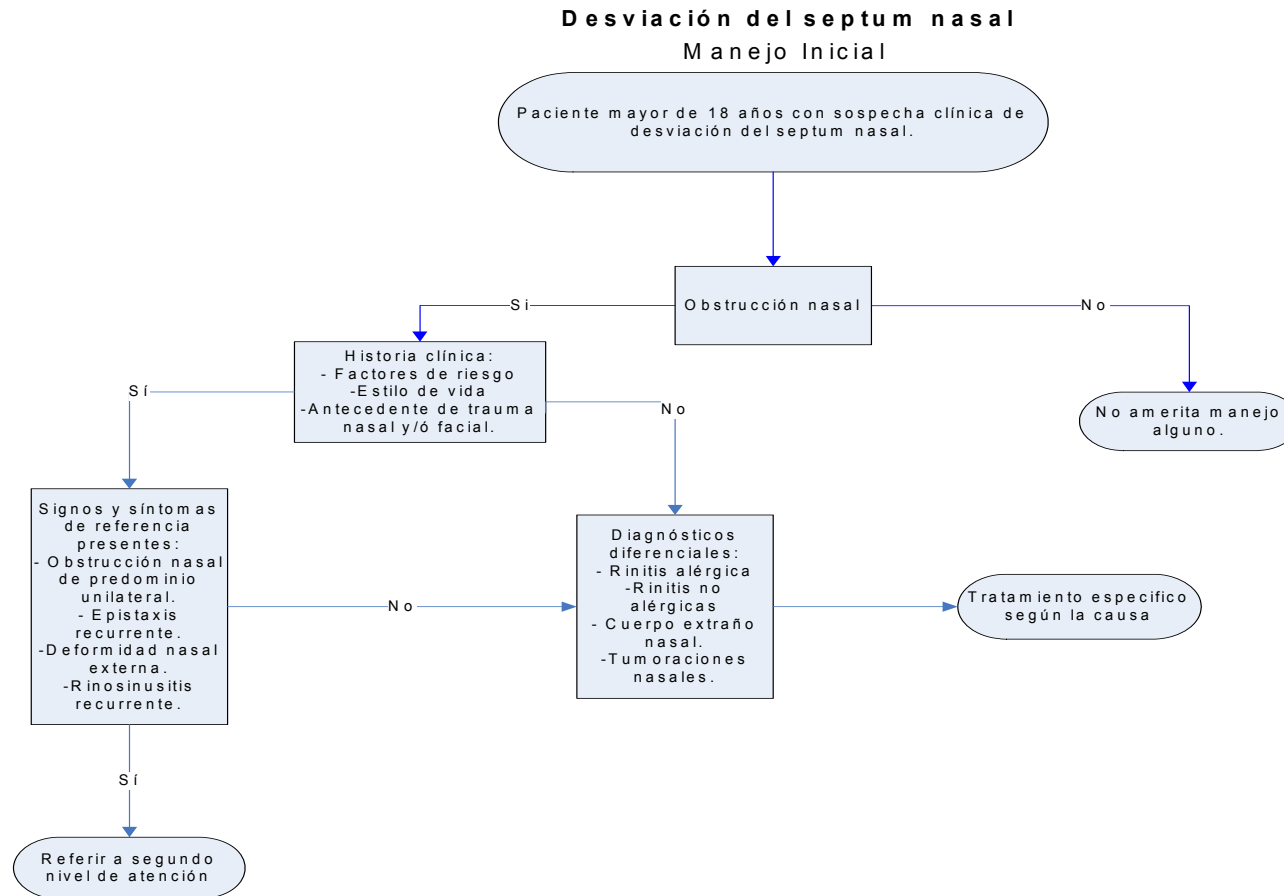 Desviación del septum nasal
Manejo Inicial
Paciente mayor de 18 años con sospecha clínica de
desviación del septum nasal.
Obstrucción nasal
Si
No
Historia clínica:
- Factores de riesgo
-Estilo de vida
-Antecedente de trauma
nasal y/ó facial.
Sí
No
No amerita manejo
alguno.
Signos y síntomas
de referencia
presentes:
- Obstrucción nasal
de predominio
unilateral.
- Epistaxis
recurrente.
-Deformidad nasal
externa.
-Rinosinusitis
recurrente.
No
Diagnósticos
diferenciales:
- Rinitis alérgica
-Rinitis no
alérgicas
- Cuerpo extraño
nasal.
-Tumoraciones
nasales.
Tratamiento especifico
según la causa
Sí
Referir a segundo
nivel de atención